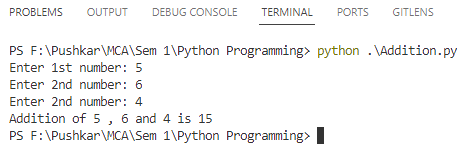 PROBLEMS OUTPUT DEBUG CONSOLE TERMINAL PORTS GITLENS
PS F:\Pushkar\MCA\Sem 1\Python Programming> python .\Addition.py
Enter 1st number: 5
Enter 2nd number: 6
Enter 2nd number: 4
Addition of 5 , 6 and 4 is 15
PS F:\Pushkar\MCA\Sem 1\Python Programming>